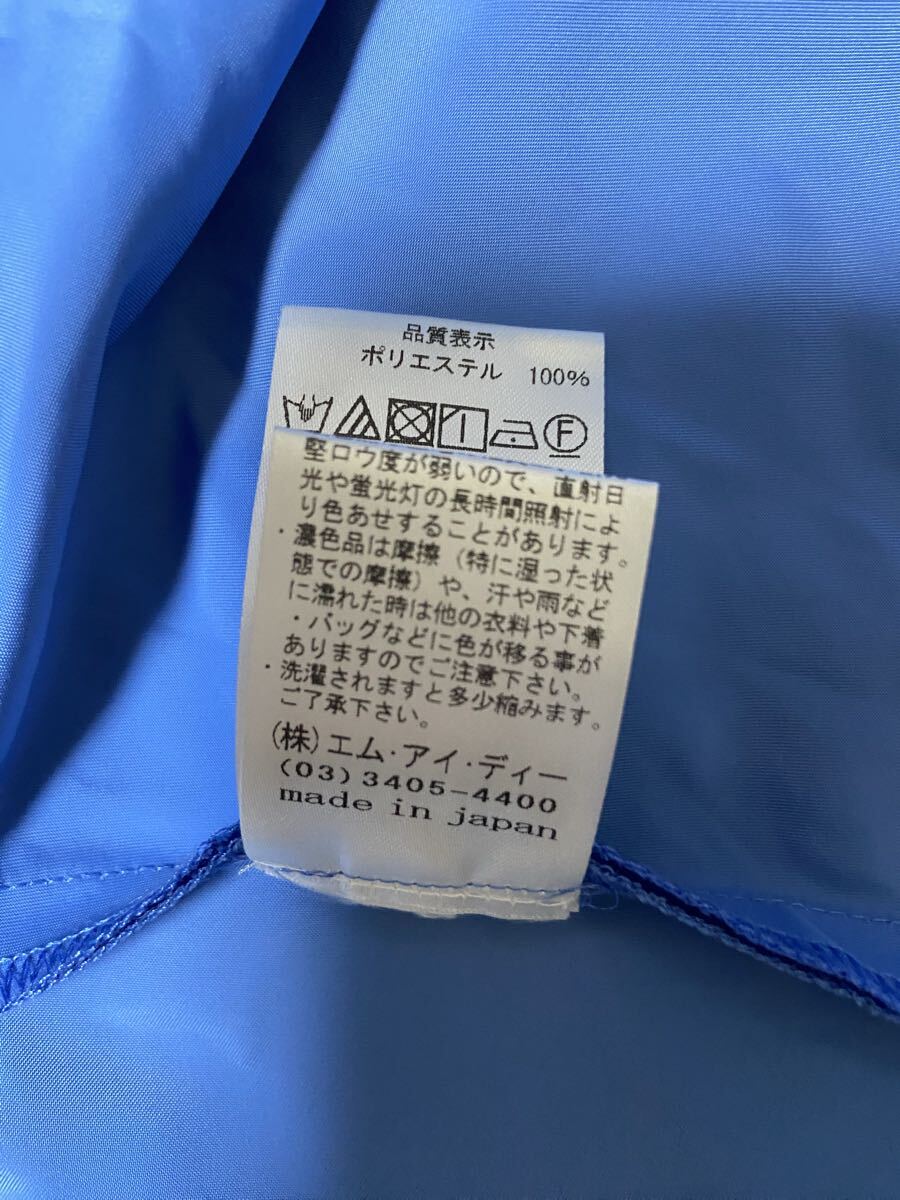 品質表示
ポリエステル 100%
F
堅ロウ度が弱いので、直射日
光や蛍光灯の長時間照射によ
り色あせすることがあります。
・濃色品は摩擦（特に湿った状
態での摩擦）や、汗や雨など
に濡れた時は他の衣料や下着
・バッグなどに色が移る事が
ありますのでご注意下さい。
・洗濯されますと多少縮みます。
ご了承下さい。
(株)エム・アイ・ディー
(03)3405-4400
made in japan